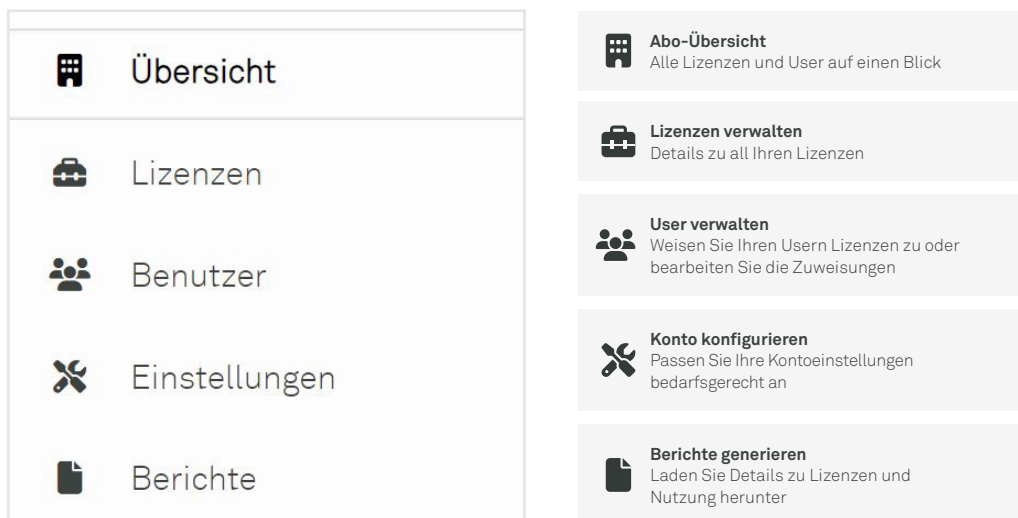 Übersicht
Lizenzen
Benutzer
Einstellungen
Berichte
Abo-Übersicht
Alle Lizenzen und User auf einen Blick
Lizenzen verwalten
Details zu all Ihren Lizenzen
User verwalten
Weisen Sie Ihren Usern Lizenzen zu oder
bearbeiten Sie die Zuweisungen
Konto konfigurieren
Passen Sie Ihre Kontoeinstellungen
bedarfsgerecht an
Berichte generieren
Laden Sie Details zu Lizenzen und
Nutzung herunter